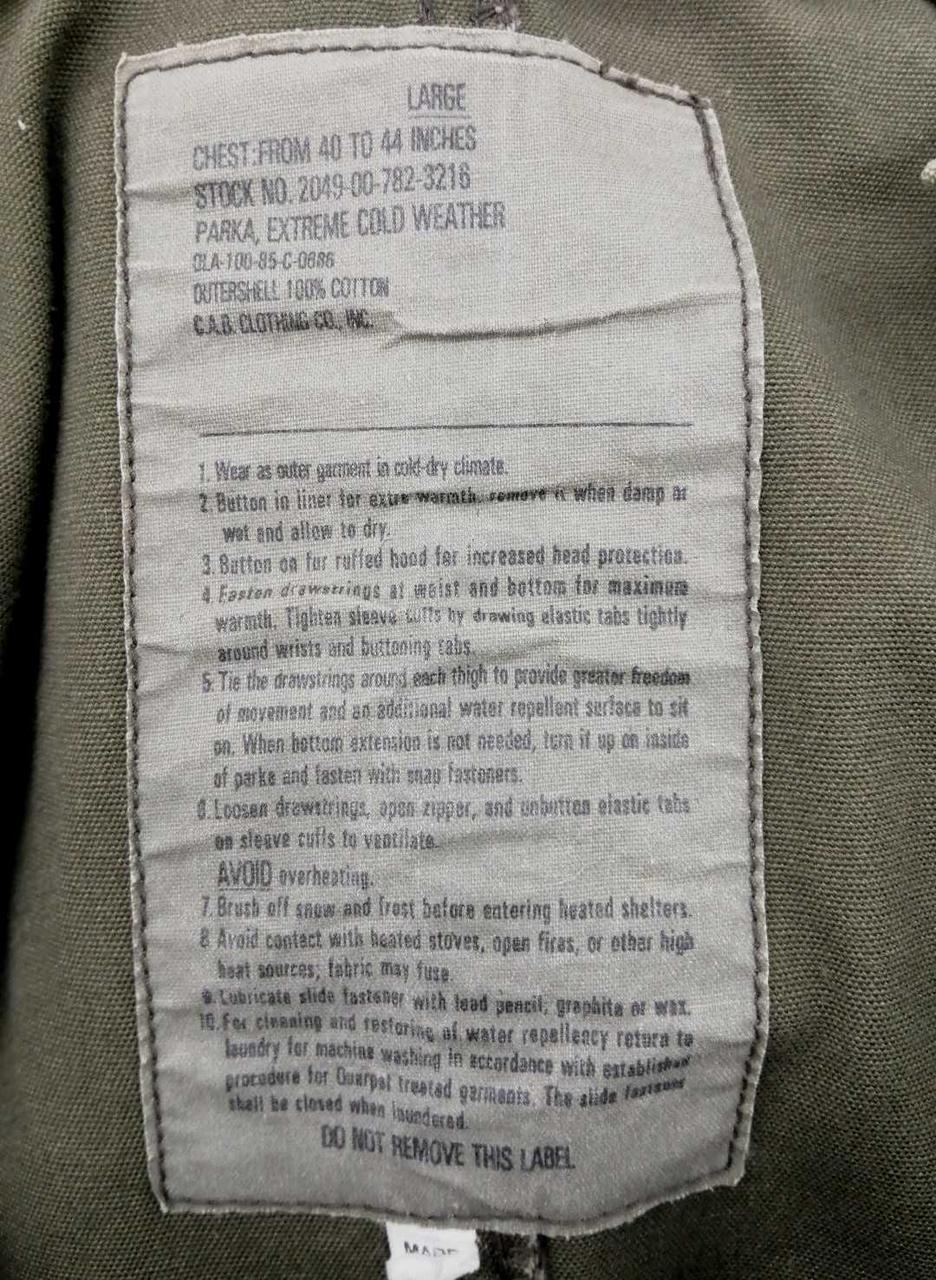 LARGE
CHEST:FROM 40 TO 44 INCHES
STOCK NO. 2049-00-782-3216
PARKA, EXTREME COLD WEATHER
DLA-100-85-C-0686
OUTERSHELL 100% COTTON
C.A.B. CLOTHING CO., INC.
1. Wear as outer garment in cold-dry climate.
2. Button in liner for extre warmth, remove it when damp or
wet and allow to dry.
3. Button on fur ruffed hood for increased head protection.
4. Fasten drawstrings at waist and bottom for maximum
warmth. Tighten sleeve cuffs by drawing elastic tabs tightly
around wrists and buttoning tabs.
5. Tie the drawstrings around each thigh to provide greater freedom
of movement and an additional water repellent surface to sit
on. When bottom extension is not needed, turn it up on inside
of parke and fasten with snap fasteners.
6. Loosen drawstrings, open zipper, and unbutton elastic tabs
on sleeve cuffs to ventilate.
AVOID overheating.
7. Brush off snow and frost before entering heated shelters.
8. Avoid contact with heated stoves, open fires, or other high
heat sources; fabric may fuse.
9. Lubricate slide fastener with lead pencil, graphite or wax.
10. For cleaning and restoring of water repellency return to
laundry for machine washing in accordance with established
procedure for Quarpel treated garments. The slide fasteners
shall be closed when laundered.
DO NOT REMOVE THIS LABEL
MADE